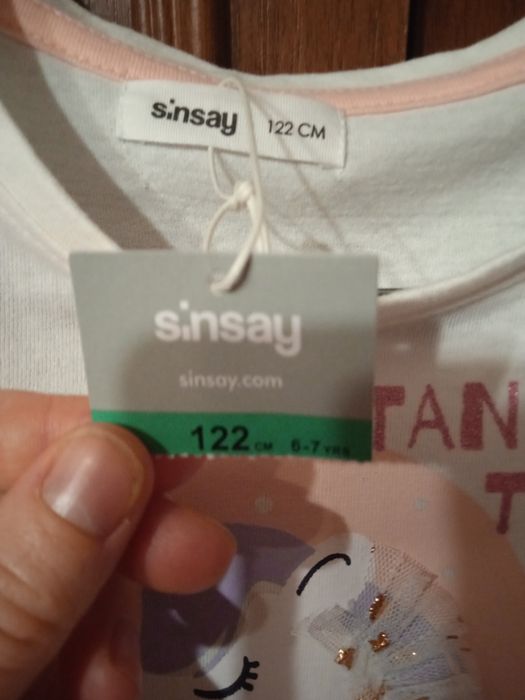 sinsay 122 CM
sinsay
sinsay.com
122 CM 6-7 YRS
TAN
T